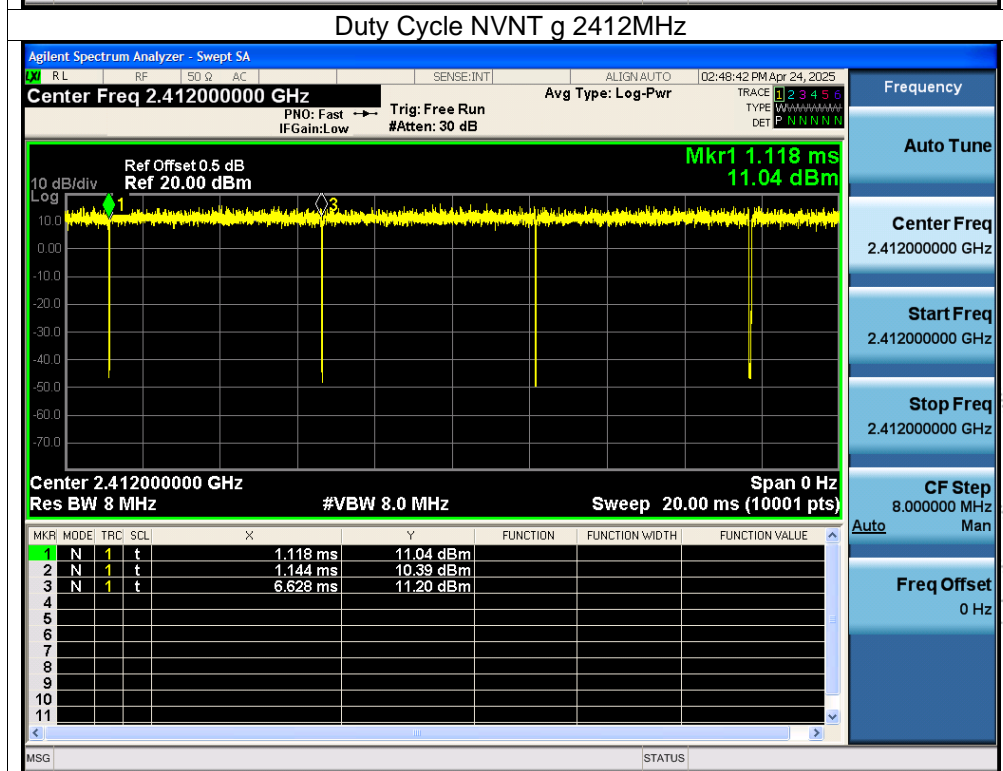 Duty Cycle NVNT g 2412MHz
Agilent Spectrum Analyzer - Swept SA
LXI RL RF 50 Ω AC SENSE:INT ALIGN AUTO 02:48:42 PM Apr 24, 2025
Center Freq 2.412000000 GHz
PNO: Fast
IFGain:Low
Trig: Free Run
#Atten: 30 dB
Avg Type: Log-Pwr
TRACE 1 2 3 4 5 6
TYPE WWWWWW
DET P N N N N N
Mkr1 1.118 ms
11.04 dBm
Ref Offset 0.5 dB
10 dB/div Ref 20.00 dBm
Log
1
3
10.0
0.00
-10.0
-20.0
-30.0
-40.0
-50.0
-60.0
-70.0
Center 2.412000000 GHz Span 0 Hz
Res BW 8 MHz #VBW 8.0 MHz Sweep 20.00 ms (10001 pts)
MKR MODE TRC SCL X Y FUNCTION FUNCTION WIDTH FUNCTION VALUE
1 N 1 t 1.118 ms 11.04 dBm
2 N 1 t 1.144 ms 10.39 dBm
3 N 1 t 6.628 ms 11.20 dBm
4
5
6
7
8
9
10
11
MSG STATUS
Frequency
Auto Tune
Center Freq
2.412000000 GHz
Start Freq
2.412000000 GHz
Stop Freq
2.412000000 GHz
CF Step
8.000000 MHz
Auto Man
Freq Offset
0 Hz